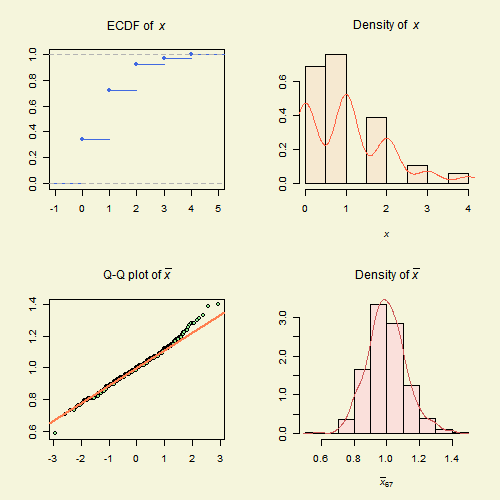 ECDF of x
Density of x
0.0 0.2 0.4 0.6 0.8 1.0
-1 0 1 2 3 4 5
0.0 0.2 0.4 0.6
0 1 2 3 4
x
Q-Q plot of x̅
Density of x̅
0.6 0.8 1.0 1.2 1.4
-3 -2 -1 0 1 2 3
0.0 1.0 2.0 3.0
0.6 0.8 1.0 1.2 1.4
x̅₆₇